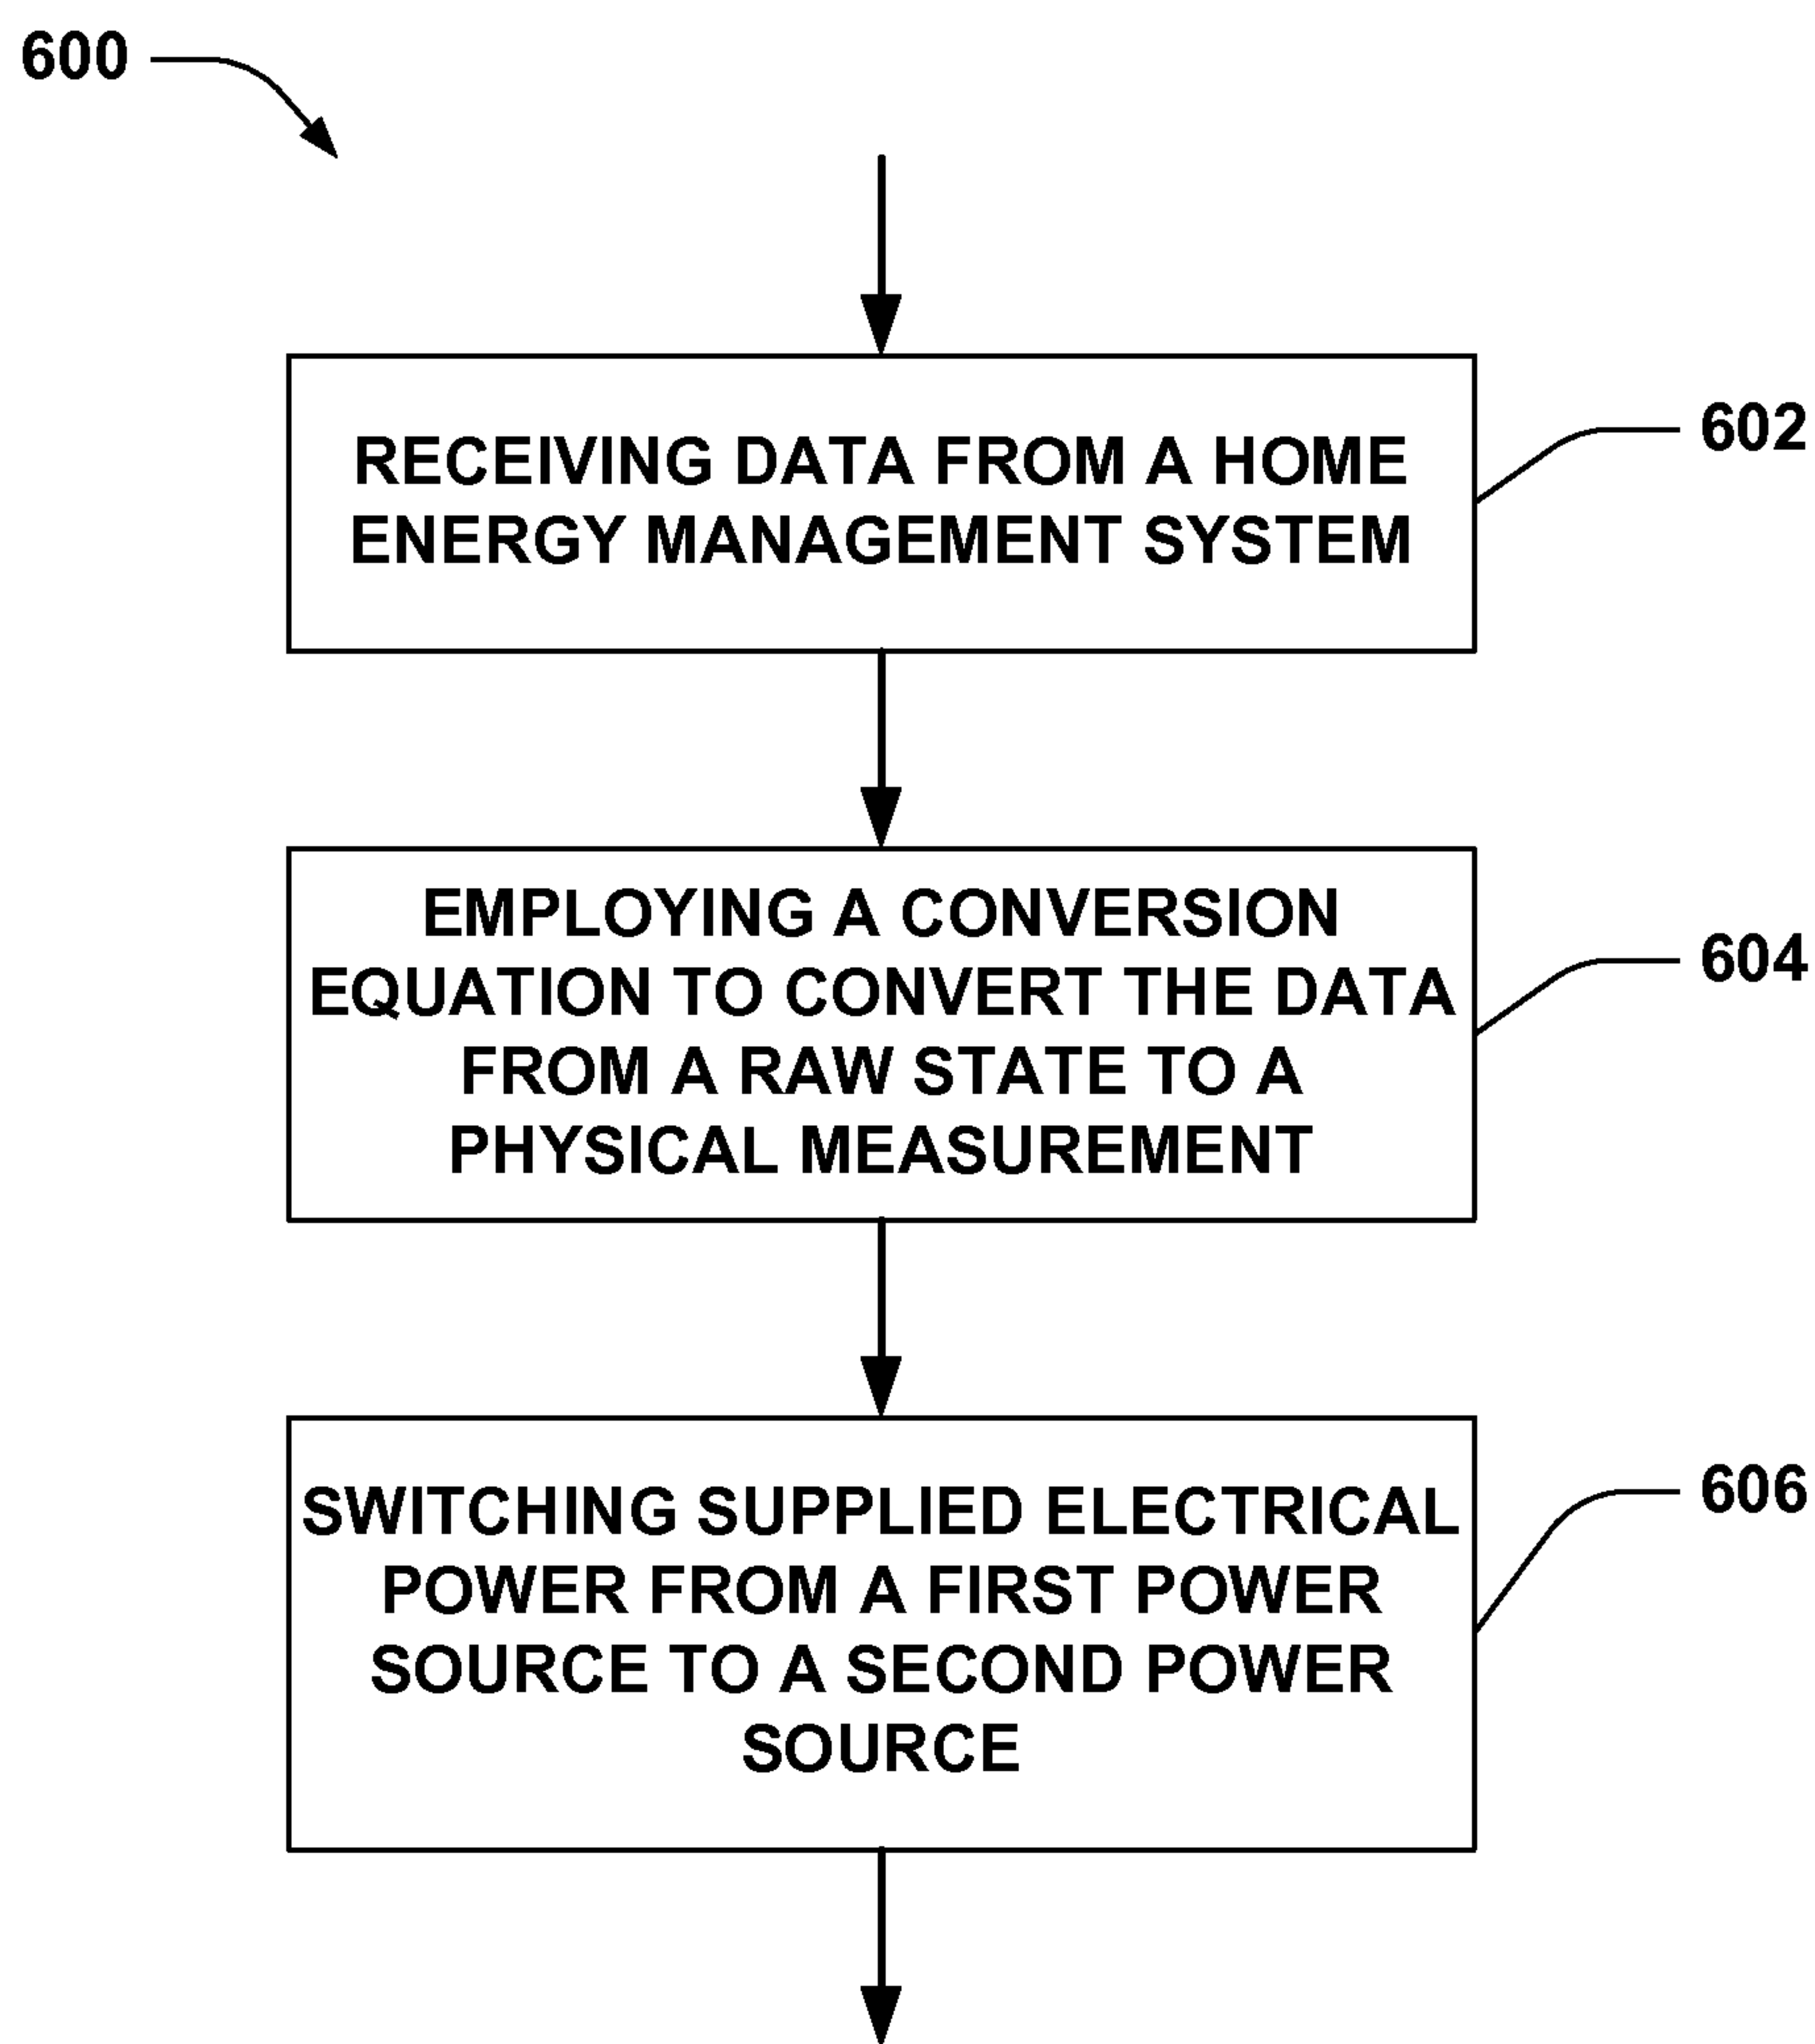 600
RECEIVING DATA FROM A HOME
ENERGY MANAGEMENT SYSTEM
602
EMPLOYING A CONVERSION
EQUATION TO CONVERT THE DATA
FROM A RAW STATE TO A
PHYSICAL MEASUREMENT
604
SWITCHING SUPPLIED ELECTRICAL
POWER FROM A FIRST POWER
SOURCE TO A SECOND POWER
SOURCE
606